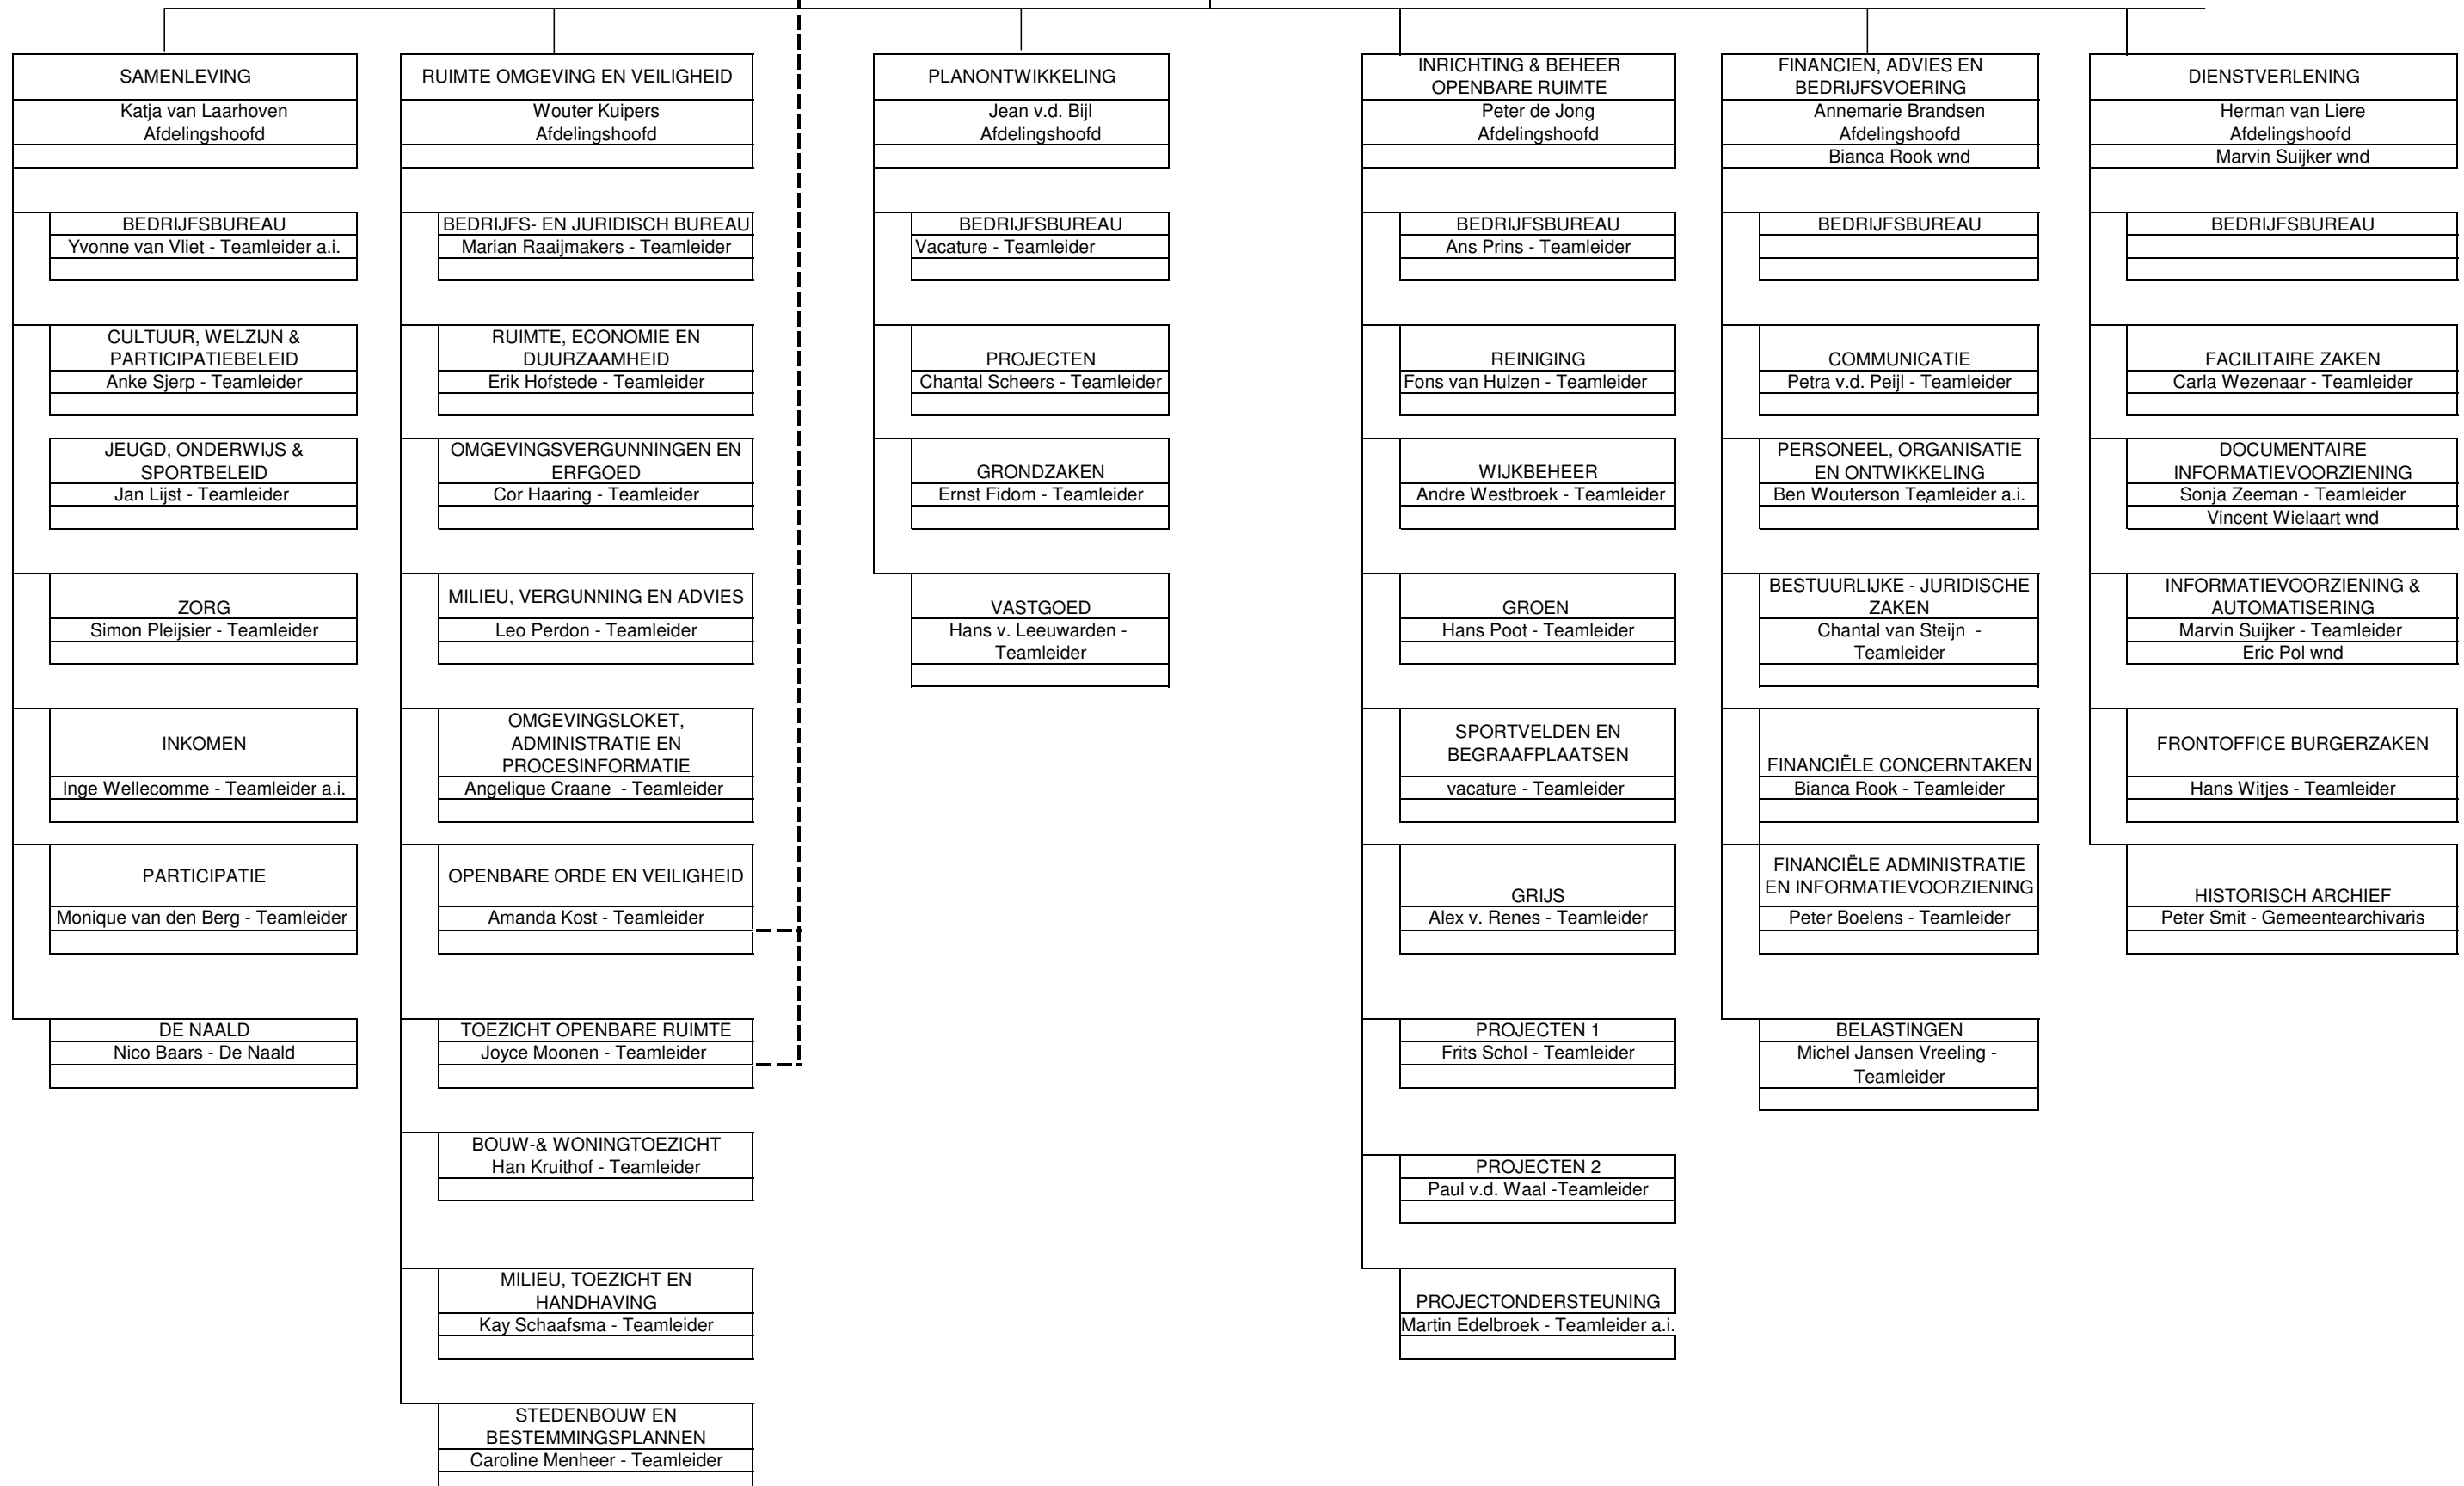 SAMENLEVING
Katja van Laarhoven
Afdelingshoofd
BEDRIJFSBUREAU
Yvonne van Vliet - Teamleider a.i.
CULTUUR, WELZIJN &
PARTICIPATIEBELEID
Anke Sjerp - Teamleider
JEUGD, ONDERWIJS &
SPORTBELEID
Jan Lijst - Teamleider
ZORG
Simon Pleijsier - Teamleider
INKOMEN
Inge Wellecomme - Teamleider a.i.
PARTICIPATIE
Monique van den Berg - Teamleider
DE NAALD
Nico Baars - De Naald
RUIMTE OMGEVING EN VEILIGHEID
Wouter Kuipers
Afdelingshoofd
BEDRIJFS- EN JURIDISCH BUREAU
Marian Raaijmakers - Teamleider
RUIMTE, ECONOMIE EN
DUURZAAMHEID
Erik Hofstede - Teamleider
OMGEVINGSVERGUNNINGEN EN
ERFGOED
Cor Haaring - Teamleider
MILIEU, VERGUNNING EN ADVIES
Leo Perdon - Teamleider
OMGEVINGSLOKET,
ADMINISTRATIE EN
PROCESINFORMATIE
Angelique Craane - Teamleider
OPENBARE ORDE EN VEILIGHEID
Amanda Kost - Teamleider
TOEZICHT OPENBARE RUIMTE
Joyce Moonen - Teamleider
BOUW-& WONINGTOEZICHT
Han Kruithof - Teamleider
MILIEU, TOEZICHT EN
HANDHAVING
Kay Schaafsma - Teamleider
STEDENBOUW EN
BESTEMMINGSPLANNEN
Caroline Menheer - Teamleider
PLANONTWIKKELING
Jean v.d. Bijl
Afdelingshoofd
BEDRIJFSBUREAU
Vacature - Teamleider
PROJECTEN
Chantal Scheers - Teamleider
GRONDZAKEN
Ernst Fidom - Teamleider
VASTGOED
Hans v. Leeuwarden -
Teamleider
INRICHTING & BEHEER
OPENBARE RUIMTE
Peter de Jong
Afdelingshoofd
BEDRIJFSBUREAU
Ans Prins - Teamleider
REINIGING
Fons van Hulzen - Teamleider
WIJKBEHEER
Andre Westbroek - Teamleider
GROEN
Hans Poot - Teamleider
SPORTVELDEN EN
BEGRAAFPLAATSEN
vacature - Teamleider
GRIJS
Alex v. Renes - Teamleider
PROJECTEN 1
Frits Schol - Teamleider
PROJECTEN 2
Paul v.d. Waal -Teamleider
PROJECTONDERSTEUNING
Martin Edelbroek - Teamleider a.i.
FINANCIEN, ADVIES EN
BEDRIJFSVOERING
Annemarie Brandsen
Afdelingshoofd
Bianca Rook wnd
BEDRIJFSBUREAU
COMMUNICATIE
Petra v.d. Peijl - Teamleider
PERSONEEL, ORGANISATIE
EN ONTWIKKELING
Ben Wouterson Teamleider a.i.
BESTUURLIJKE - JURIDISCHE
ZAKEN
Chantal van Steijn -
Teamleider
FINANCIËLE CONCERNTAKEN
Bianca Rook - Teamleider
FINANCIËLE ADMINISTRATIE
EN INFORMATIEVOORZIENING
Peter Boelens - Teamleider
BELASTINGEN
Michel Jansen Vreeling -
Teamleider
DIENSTVERLENING
Herman van Liere
Afdelingshoofd
Marvin Suijker wnd
BEDRIJFSBUREAU
FACILITAIRE ZAKEN
Carla Wezenaar - Teamleider
DOCUMENTAIRE
INFORMATIEVOORZIENING
Sonja Zeeman - Teamleider
Vincent Wielaart wnd
INFORMATIEVOORZIENING &
AUTOMATISERING
Marvin Suijker - Teamleider
Eric Pol wnd
FRONTOFFICE BURGERZAKEN
Hans Witjes - Teamleider
HISTORISCH ARCHIEF
Peter Smit - Gemeentearchivaris